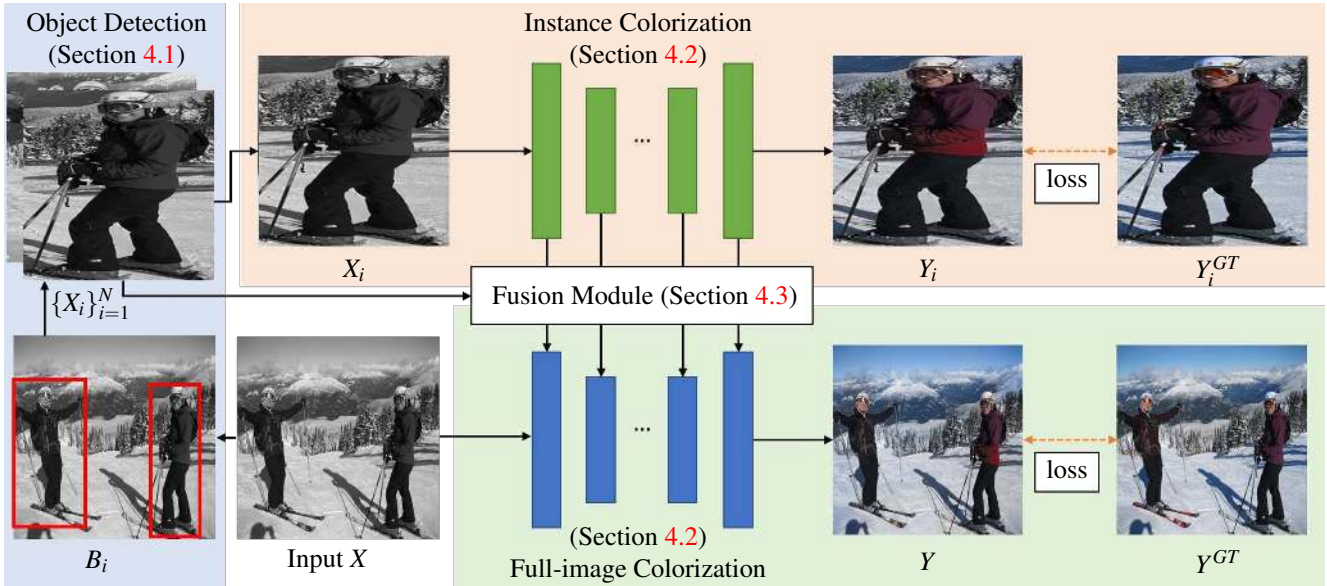 Object Detection
(Section 4.1)
Instance Colorization
(Section 4.2)
...
loss
X_i
Y_i
Y_i^{GT}
{X_i}_{i=1}^N
Fusion Module (Section 4.3)
...
loss
(Section 4.2)
Full-image Colorization
B_i
Input X
Y
Y^{GT}